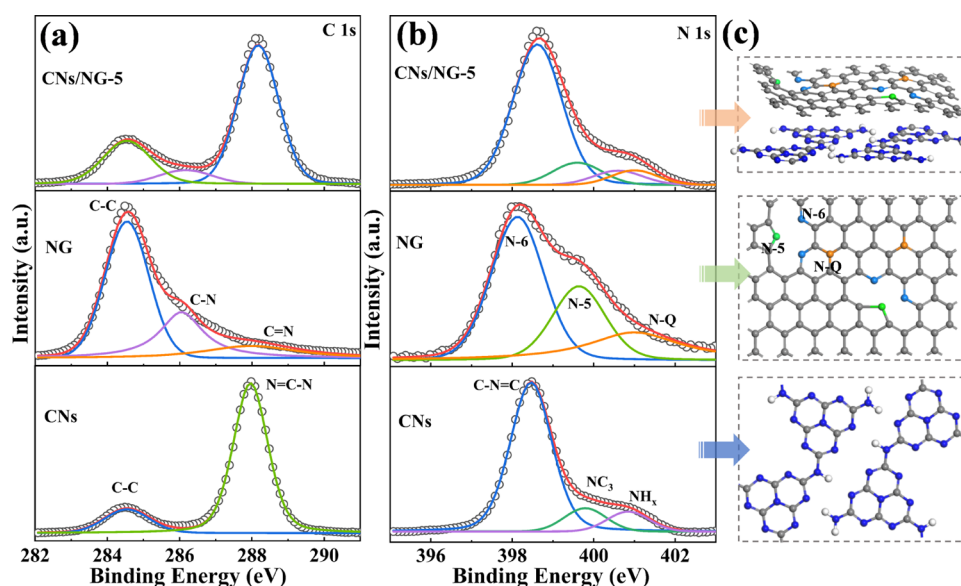 (a)
C 1s
CNs/NG-5
C-C
NG
C-N
C=N
N=C-N
CNs
C-C
Intensity (a.u.)
282 284 286 288 290
Binding Energy (eV)
(b)
N 1s
CNs/NG-5
NG
N-6
N-5
N-Q
C-N=C
CNs
NC3
NHx
Intensity (a.u.)
396 398 400 402
Binding Energy (eV)
(c)
N-6
N-5
N-Q